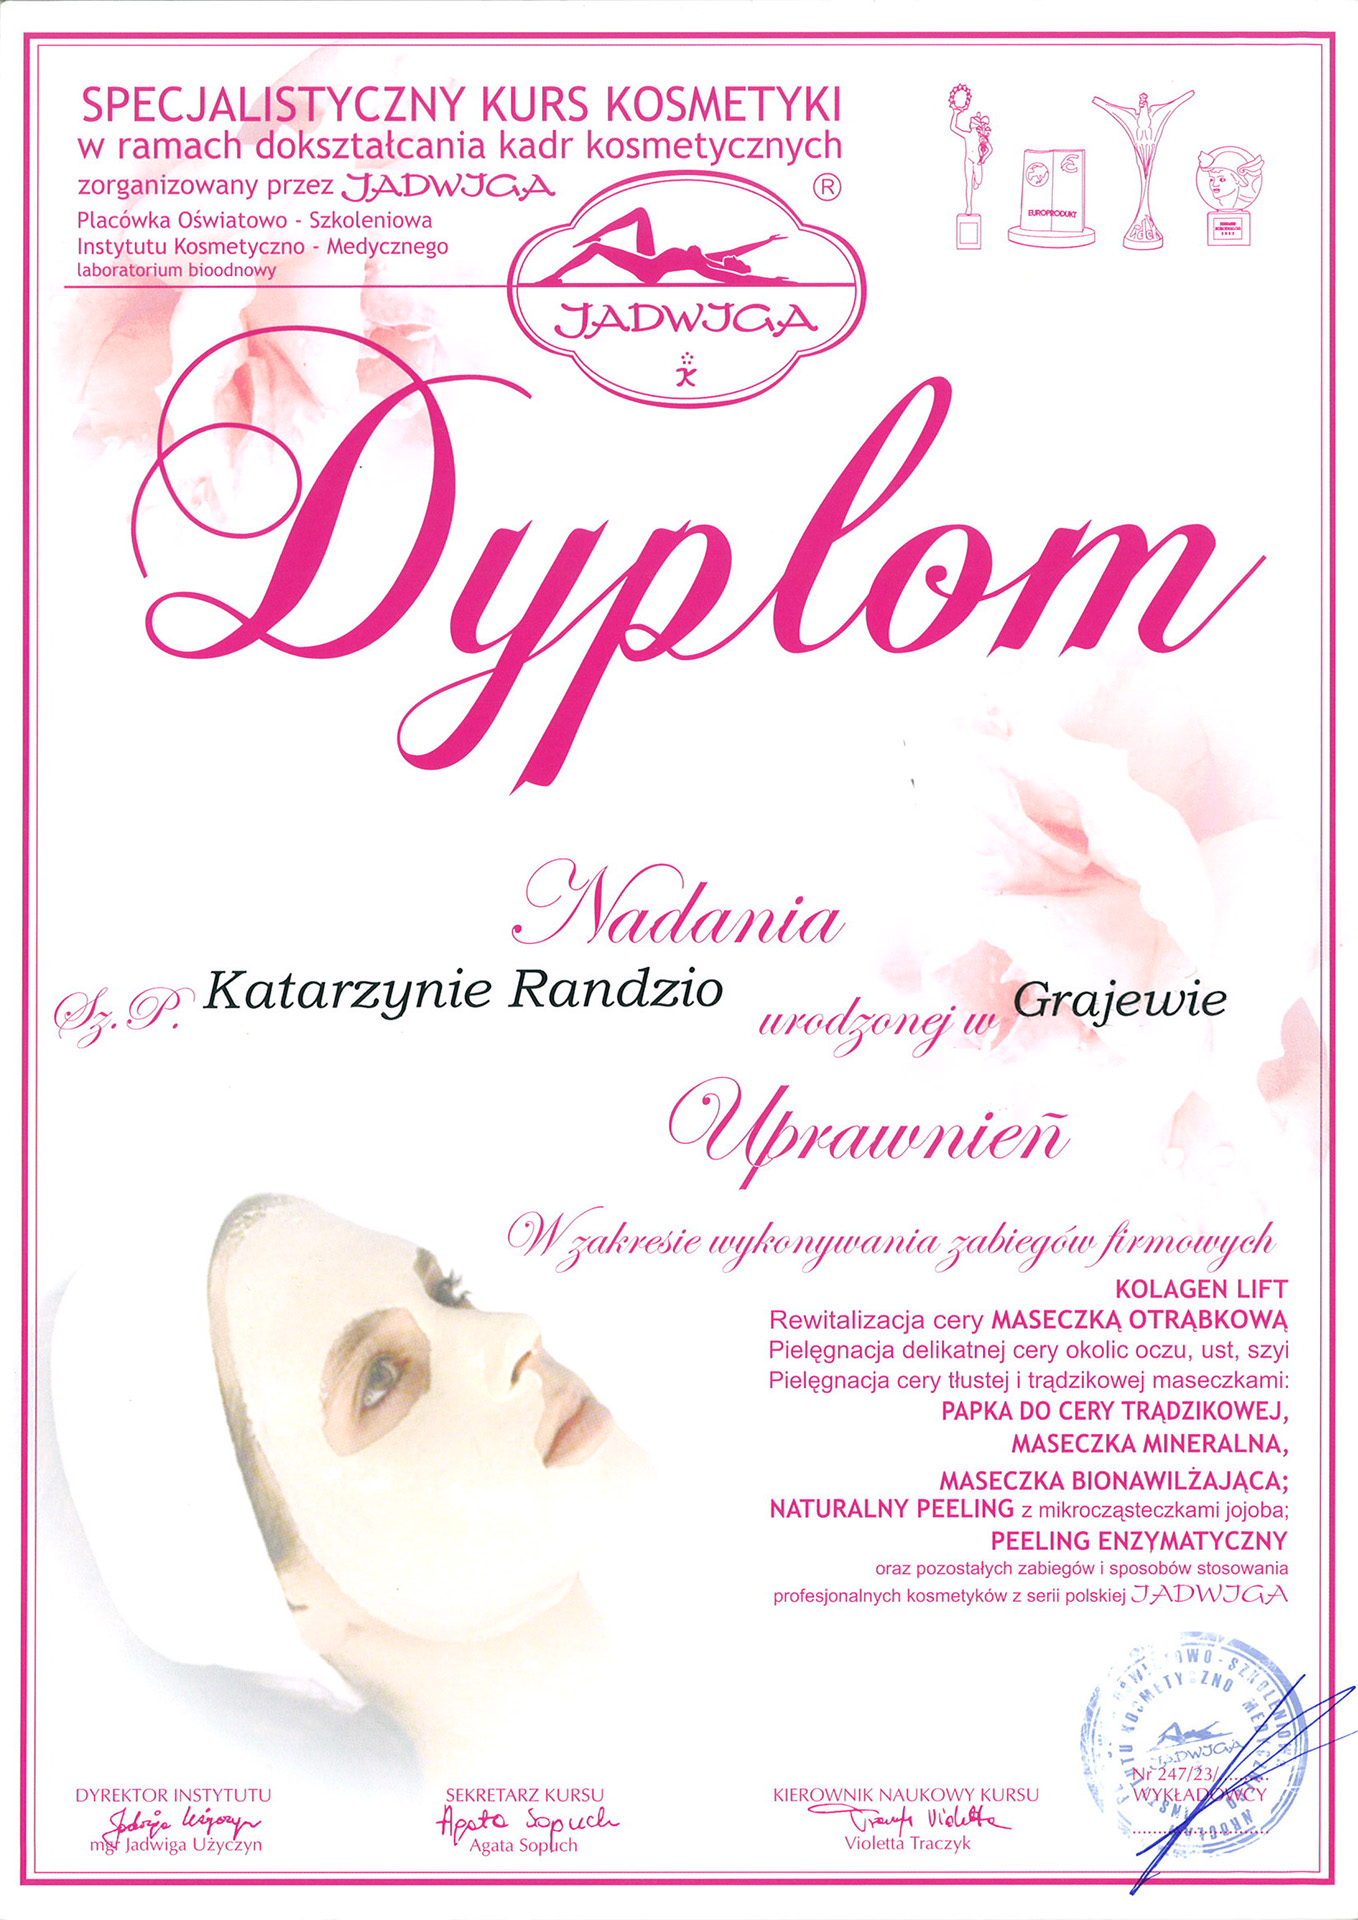 SPECJALISTYCZNY KURS KOSMETYKI
w ramach dokształcania kadr kosmetycznych
zorganizowany przez JADWIGA
Placówka Oświatowo - Szkoleniowa
Instytutu Kosmetyczno - Medycznego
laboratorium bioodnowy
®
JADWIGA
K
EUROPRODUKT
Dyplom
Nadania
Sz. P. Katarzynie Randzio urodzonej w Grajewie
Uprawnień
W zakresie wykonywania zabiegów firmowych
KOLAGEN LIFT
Rewitalizacja cery MASECZKĄ OTRĄBKOWĄ
Pielęgnacja delikatnej cery okolic oczu, ust, szyi
Pielęgnacja cery tłustej i trądzikowej maseczkami:
PAPKA DO CERY TRĄDZIKOWEJ,
MASECZKA MINERALNA,
MASECZKA BIONAWILŻAJĄCA;
NATURALNY PEELING z mikrocząsteczkami jojoba;
PEELING ENZYMATYCZNY
oraz pozostałych zabiegów i sposobów stosowania
profesjonalnych kosmetyków z serii polskiej JADWIGA
JADWIGA
Nr 247/23/........
WYKŁADOWCY
DYREKTOR INSTYTUTU
mgr Jadwiga Użyczyn
SEKRETARZ KURSU
Agata Sopuch
Agata Sopuch
KIEROWNIK NAUKOWY KURSU
Violetta Traczyk